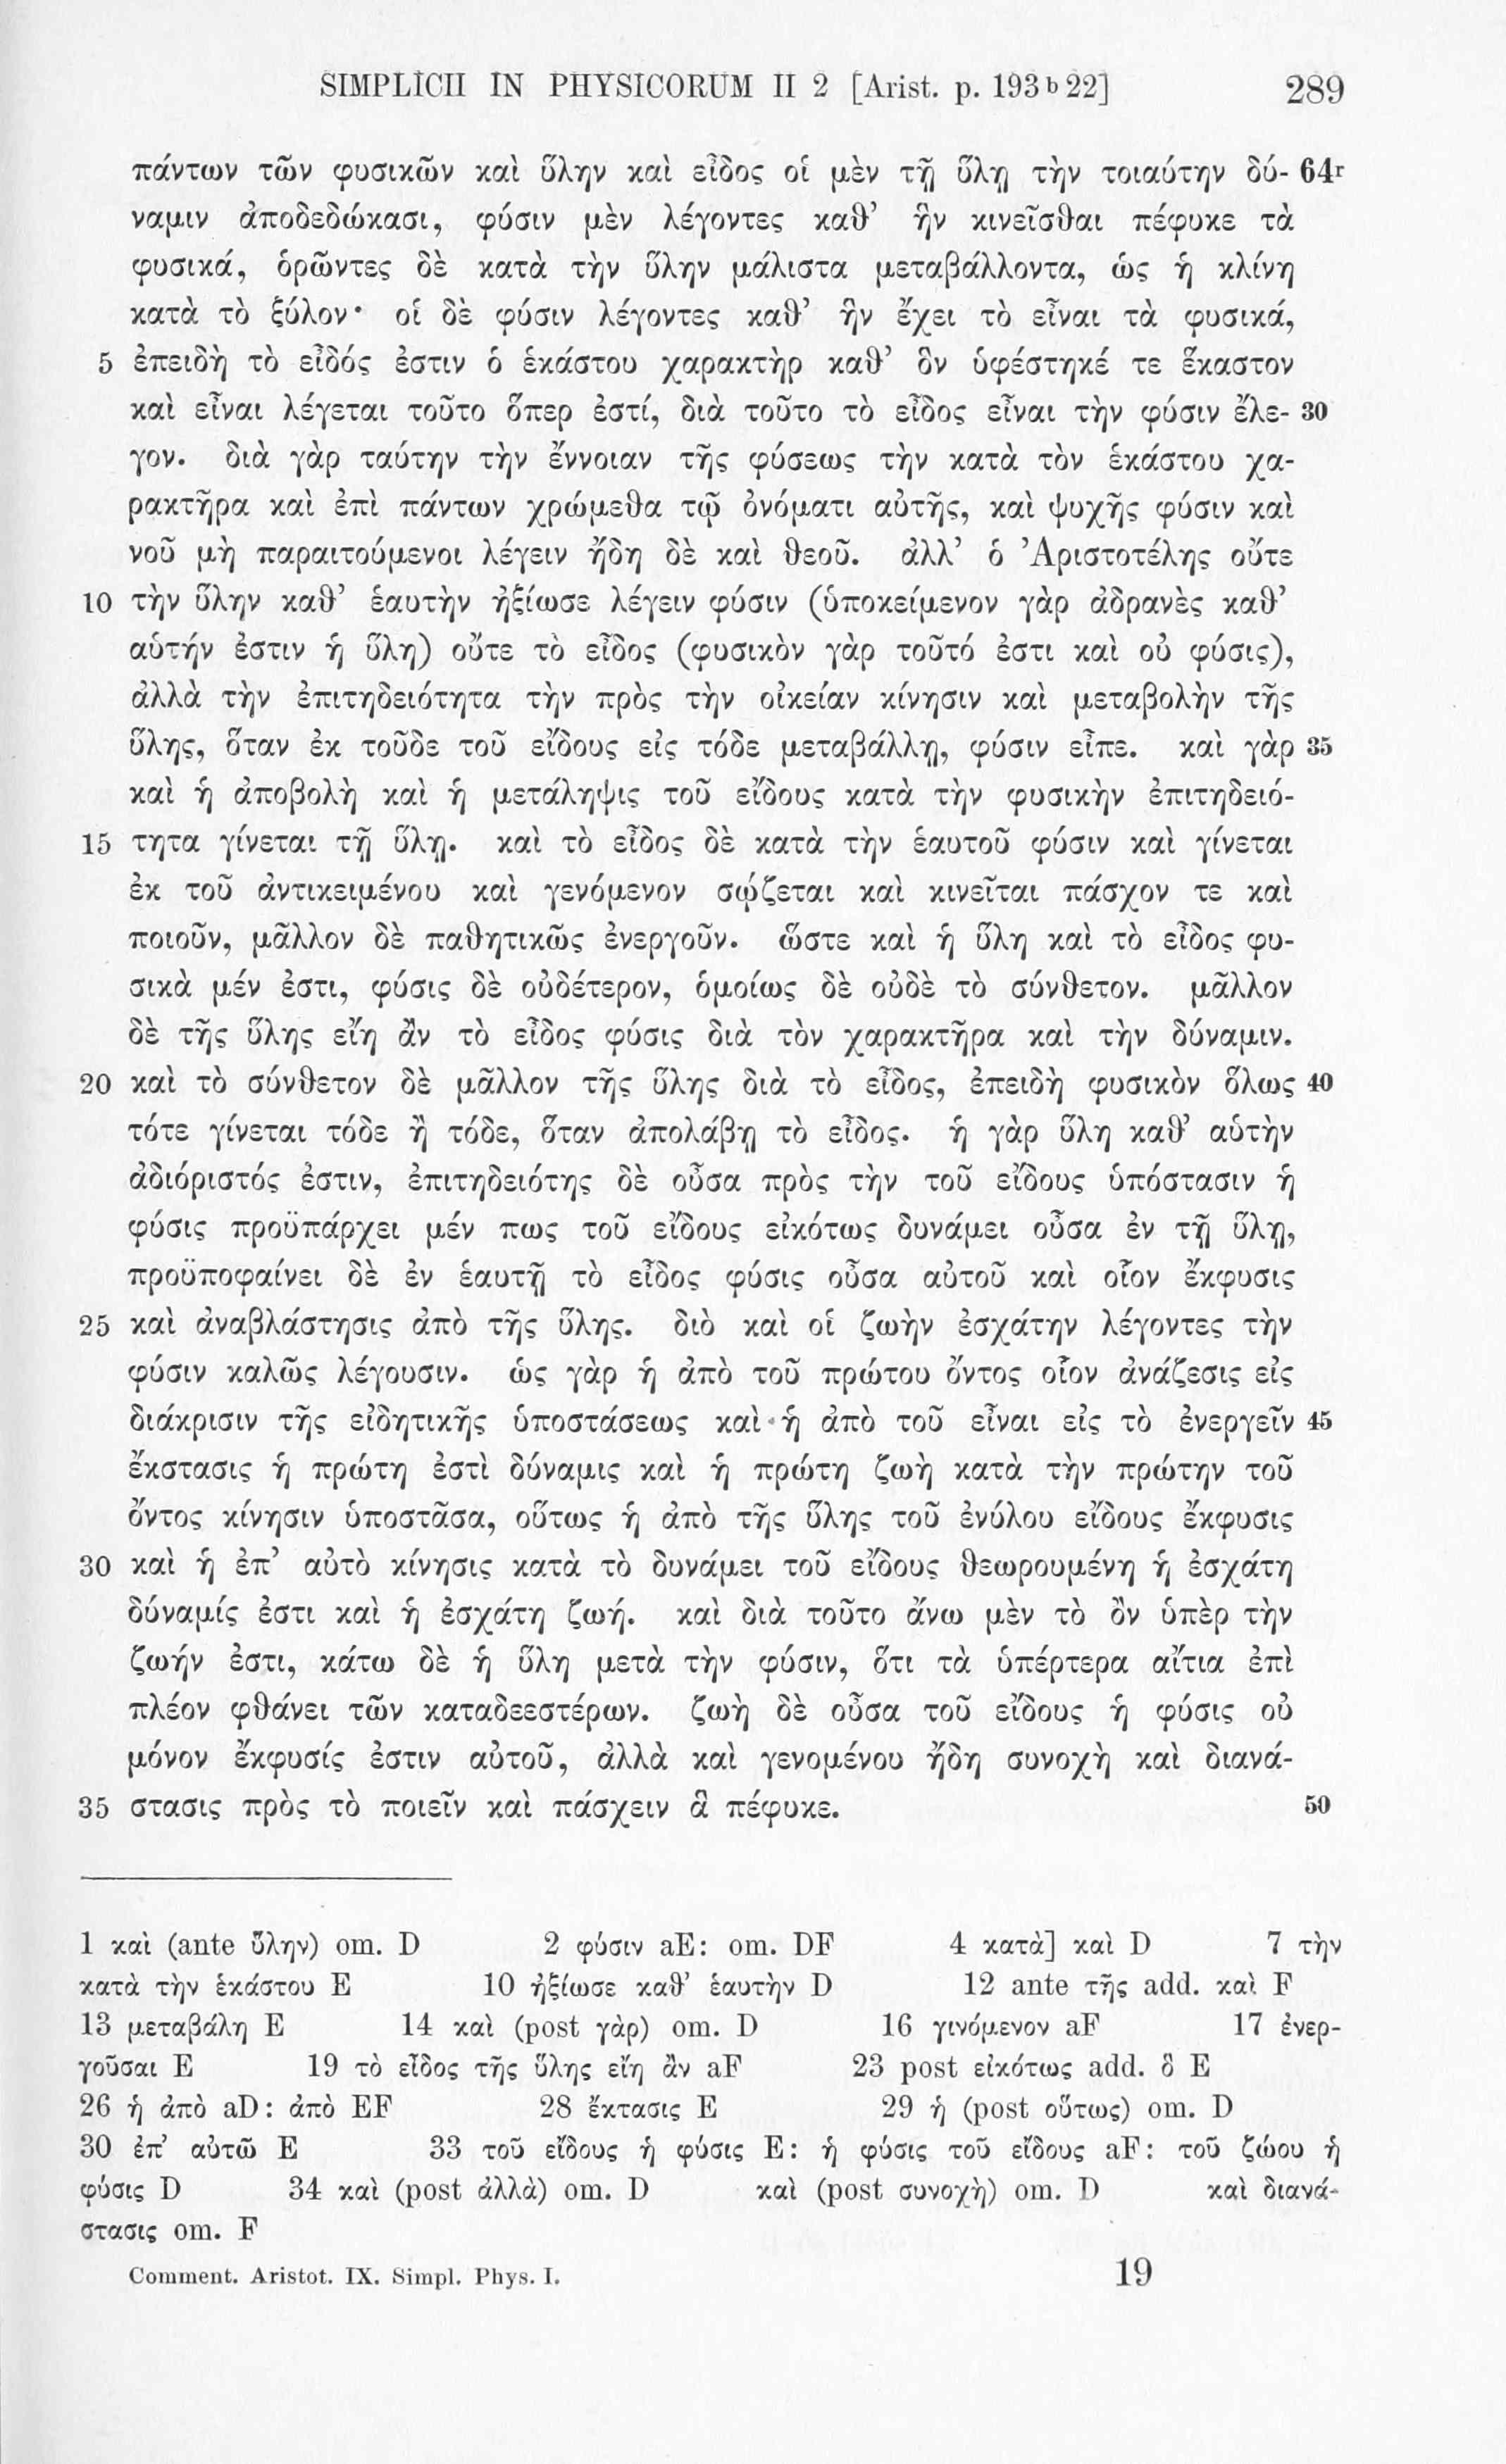 SIMPLICII IN PHYSICORUM II 2 [Arist. p. 193 b 22] 289
πάντων τῶν φυσικῶν καὶ ὕλην καὶ εἶδος οἱ μὲν τῇ ὕλῃ τὴν τοιαύτην δύ- 64r
ναμιν ἀποδεδώκασι, φύσιν μὲν λέγοντες καθ’ ἣν κινεῖσθαι πέφυκε τὰ
φυσικά, ὁρῶντες δὲ κατὰ τὴν ὕλην μάλιστα μεταβάλλοντα, ὡς ἡ κλίνη
κατὰ τὸ ξύλον· οἱ δὲ φύσιν λέγοντες καθ’ ἣν ἔχει τὸ εἶναι τὰ φυσικά,
5 ἐπειδὴ τὸ εἶδός ἐστιν ὁ ἑκάστου χαρακτὴρ καθ’ ὃν ὑφέστηκέ τε ἕκαστον
καὶ εἶναι λέγεται τοῦτο ὅπερ ἐστί, διὰ τοῦτο τὸ εἶδος εἶναι τὴν φύσιν ἔλε- 30
γον. διὰ γὰρ ταύτην τὴν ἔννοιαν τῆς φύσεως τὴν κατὰ τὸν ἑκάστου χα-
ρακτῆρα καὶ ἐπὶ πάντων χρώμεθα τῷ ὀνόματι αὐτῆς, καὶ ψυχῆς φύσιν καὶ
νοῦ μὴ παραιτούμενοι λέγειν ἤδη δὲ καὶ θεοῦ. ἀλλ’ ὁ Ἀριστοτέλης οὔτε
10 τὴν ὕλην καθ’ ἑαυτὴν ἠξίωσε λέγειν φύσιν (ὑποκείμενον γὰρ ἀδρανὲς καθ’
αὑτήν ἐστιν ἡ ὕλη) οὔτε τὸ εἶδος (φυσικὸν γὰρ τοῦτό ἐστι καὶ οὐ φύσις),
ἀλλὰ τὴν ἐπιτηδειότητα τὴν πρὸς τὴν οἰκείαν κίνησιν καὶ μεταβολὴν τῆς
ὕλης, ὅταν ἐκ τοῦδε τοῦ εἴδους εἰς τόδε μεταβάλλῃ, φύσιν εἶπε. καὶ γὰρ 35
καὶ ἡ ἀποβολὴ καὶ ἡ μετάληψις τοῦ εἴδους κατὰ τὴν φυσικὴν ἐπιτηδειό-
15 τητα γίνεται τῇ ὕλῃ. καὶ τὸ εἶδος δὲ κατὰ τὴν ἑαυτοῦ φύσιν καὶ γίνεται
ἐκ τοῦ ἀντικειμένου καὶ γενόμενον σῴζεται καὶ κινεῖται πάσχον τε καὶ
ποιοῦν, μᾶλλον δὲ παθητικῶς ἐνεργοῦν. ὥστε καὶ ἡ ὕλη καὶ τὸ εἶδος φυ-
σικὰ μέν ἐστι, φύσις δὲ οὐδέτερον, ὁμοίως δὲ οὐδὲ τὸ σύνθετον. μᾶλλον
δὲ τῆς ὕλης εἴη ἂν τὸ εἶδος φύσις διὰ τὸν χαρακτῆρα καὶ τὴν δύναμιν.
20 καὶ τὸ σύνθετον δὲ μᾶλλον τῆς ὕλης διὰ τὸ εἶδος, ἐπειδὴ φυσικὸν ὅλως 40
τότε γίνεται τόδε ἢ τόδε, ὅταν ἀπολάβῃ τὸ εἶδος. ἡ γὰρ ὕλη καθ’ αὑτὴν
ἀδιόριστός ἐστιν, ἐπιτηδειότης δὲ οὖσα πρὸς τὴν τοῦ εἴδους ὑπόστασιν ἡ
φύσις προϋπάρχει μέν πως τοῦ εἴδους εἰκότως δυνάμει οὖσα ἐν τῇ ὕλῃ,
προϋποφαίνει δὲ ἐν ἑαυτῇ τὸ εἶδος φύσις οὖσα αὐτοῦ καὶ οἷον ἔκφυσις
25 καὶ ἀναβλάστησις ἀπὸ τῆς ὕλης. διὸ καὶ οἱ ζωὴν ἐσχάτην λέγοντες τὴν
φύσιν καλῶς λέγουσιν. ὡς γὰρ ἡ ἀπὸ τοῦ πρώτου ὄντος οἷον ἀνάζεσις εἰς
διάκρισιν τῆς εἰδητικῆς ὑποστάσεως καὶ ἡ ἀπὸ τοῦ εἶναι εἰς τὸ ἐνεργεῖν 45
ἔκστασις ἡ πρώτη ἐστὶ δύναμις καὶ ἡ πρώτη ζωὴ κατὰ τὴν πρώτην τοῦ
ὄντος κίνησιν ὑποστᾶσα, οὕτως ἡ ἀπὸ τῆς ὕλης τοῦ ἐνύλου εἴδους ἔκφυσις
30 καὶ ἡ ἐπ’ αὐτὸ κίνησις κατὰ τὸ δυνάμει τοῦ εἴδους θεωρουμένη ἡ ἐσχάτη
δύναμίς ἐστι καὶ ἡ ἐσχάτη ζωή. καὶ διὰ τοῦτο ἄνω μὲν τὸ ὂν ὑπὲρ τὴν
ζωήν ἐστι, κάτω δὲ ἡ ὕλη μετὰ τὴν φύσιν, ὅτι τὰ ὑπέρτερα αἴτια ἐπὶ
πλέον φθάνει τῶν καταδεεστέρων. ζωὴ δὲ οὖσα τοῦ εἴδους ἡ φύσις οὐ
μόνον ἔκφυσίς ἐστιν αὐτοῦ, ἀλλὰ καὶ γενομένου ἤδη συνοχὴ καὶ διανά-
35 στασις πρὸς τὸ ποιεῖν καὶ πάσχειν ἃ πέφυκε. 50
1 καὶ (ante ὕλην) om. D 2 φύσιν aE: om. DF 4 κατὰ] καὶ D 7 τὴν
κατὰ τὴν ἑκάστου E 10 ἠξίωσε καθ’ ἑαυτὴν D 12 ante τῆς add. καὶ F
13 μεταβάλη E 14 καὶ (post γὰρ) om. D 16 γινόμενον aF 17 ἐνερ-
γοῦσαι E 19 τὸ εἶδος τῆς ὕλης εἴη ἂν aF 23 post εἰκότως add. ὃ E
26 ἡ ἀπὸ aD: ἀπὸ EF 28 ἔκτασις E 29 ἡ (post οὕτως) om. D
30 ἐπ’ αὐτῶ E 33 τοῦ εἴδους ἡ φύσις E: ἡ φύσις τοῦ εἴδους aF: τοῦ ζώου ἡ
φύσις D 34 καὶ (post ἀλλὰ) om. D καὶ (post συνοχὴ) om. D καὶ διανά-
στασις om. F
Comment. Aristot. IX. Simpl. Phys. I. 19